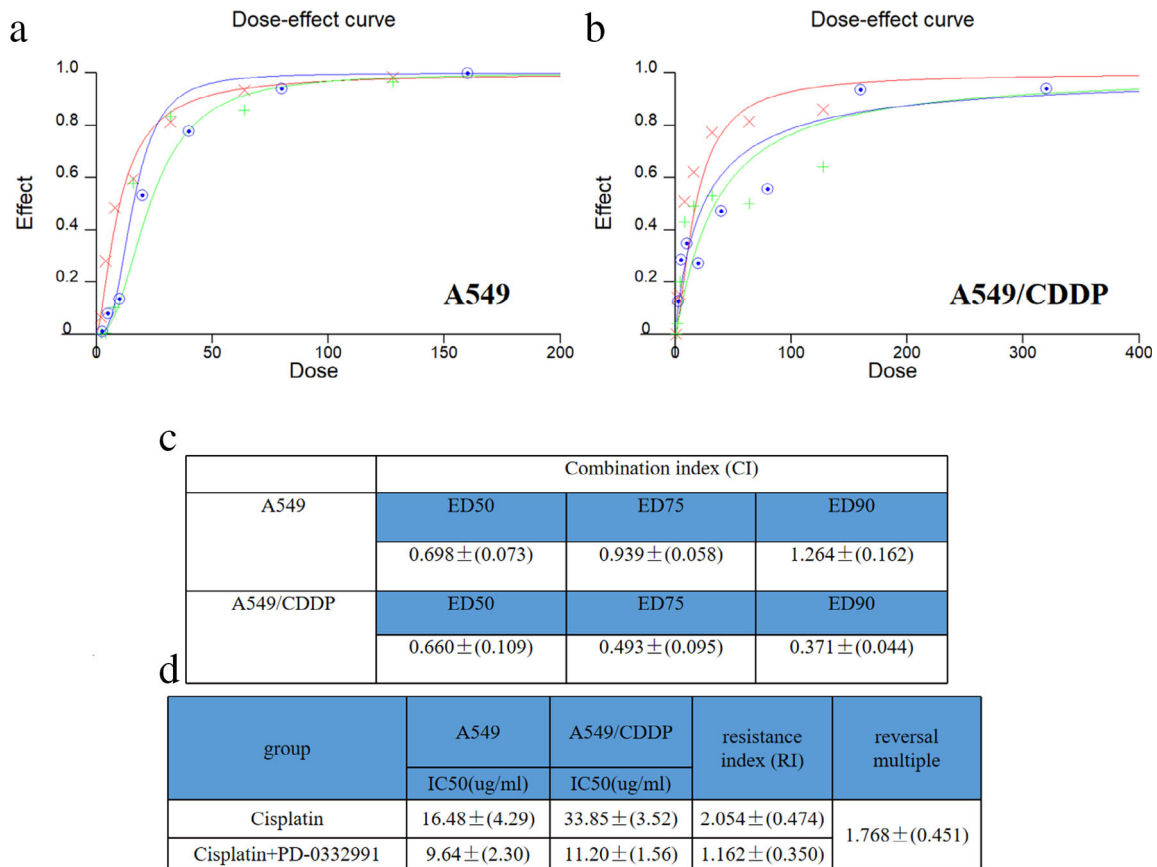 a
Dose-effect curve
1.0
0.8
0.6
0.4
0.2
0
Effect
A549
0
50
100
150
200
Dose
b
Dose-effect curve
1.0
0.8
0.6
0.4
0.2
0
Effect
A549/CDDP
0
100
200
300
400
Dose
c
Combination index (CI)
A549
ED50 ED75 ED90
0.698±(0.073) 0.939±(0.058) 1.264±(0.162)
A549/CDDP
ED50 ED75 ED90
0.660±(0.109) 0.493±(0.095) 0.371±(0.044)
d
group
A549 A549/CDDP
IC50(ug/ml) IC50(ug/ml)
resistance
index (RI)
reversal
multiple
Cisplatin 16.48±(4.29) 33.85±(3.52) 2.054±(0.474)
1.768±(0.451)
Cisplatin+PD-0332991 9.64±(2.30) 11.20±(1.56) 1.162±(0.350)